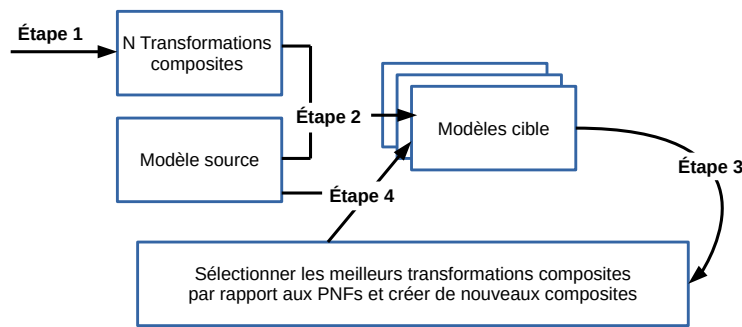 Étape 1
N Transformations
composites
Étape 2
Modèle source
Modèles cible
Étape 3
Étape 4
Sélectionner les meilleurs transformations composites
par rapport aux PNFs et créer de nouveaux composites